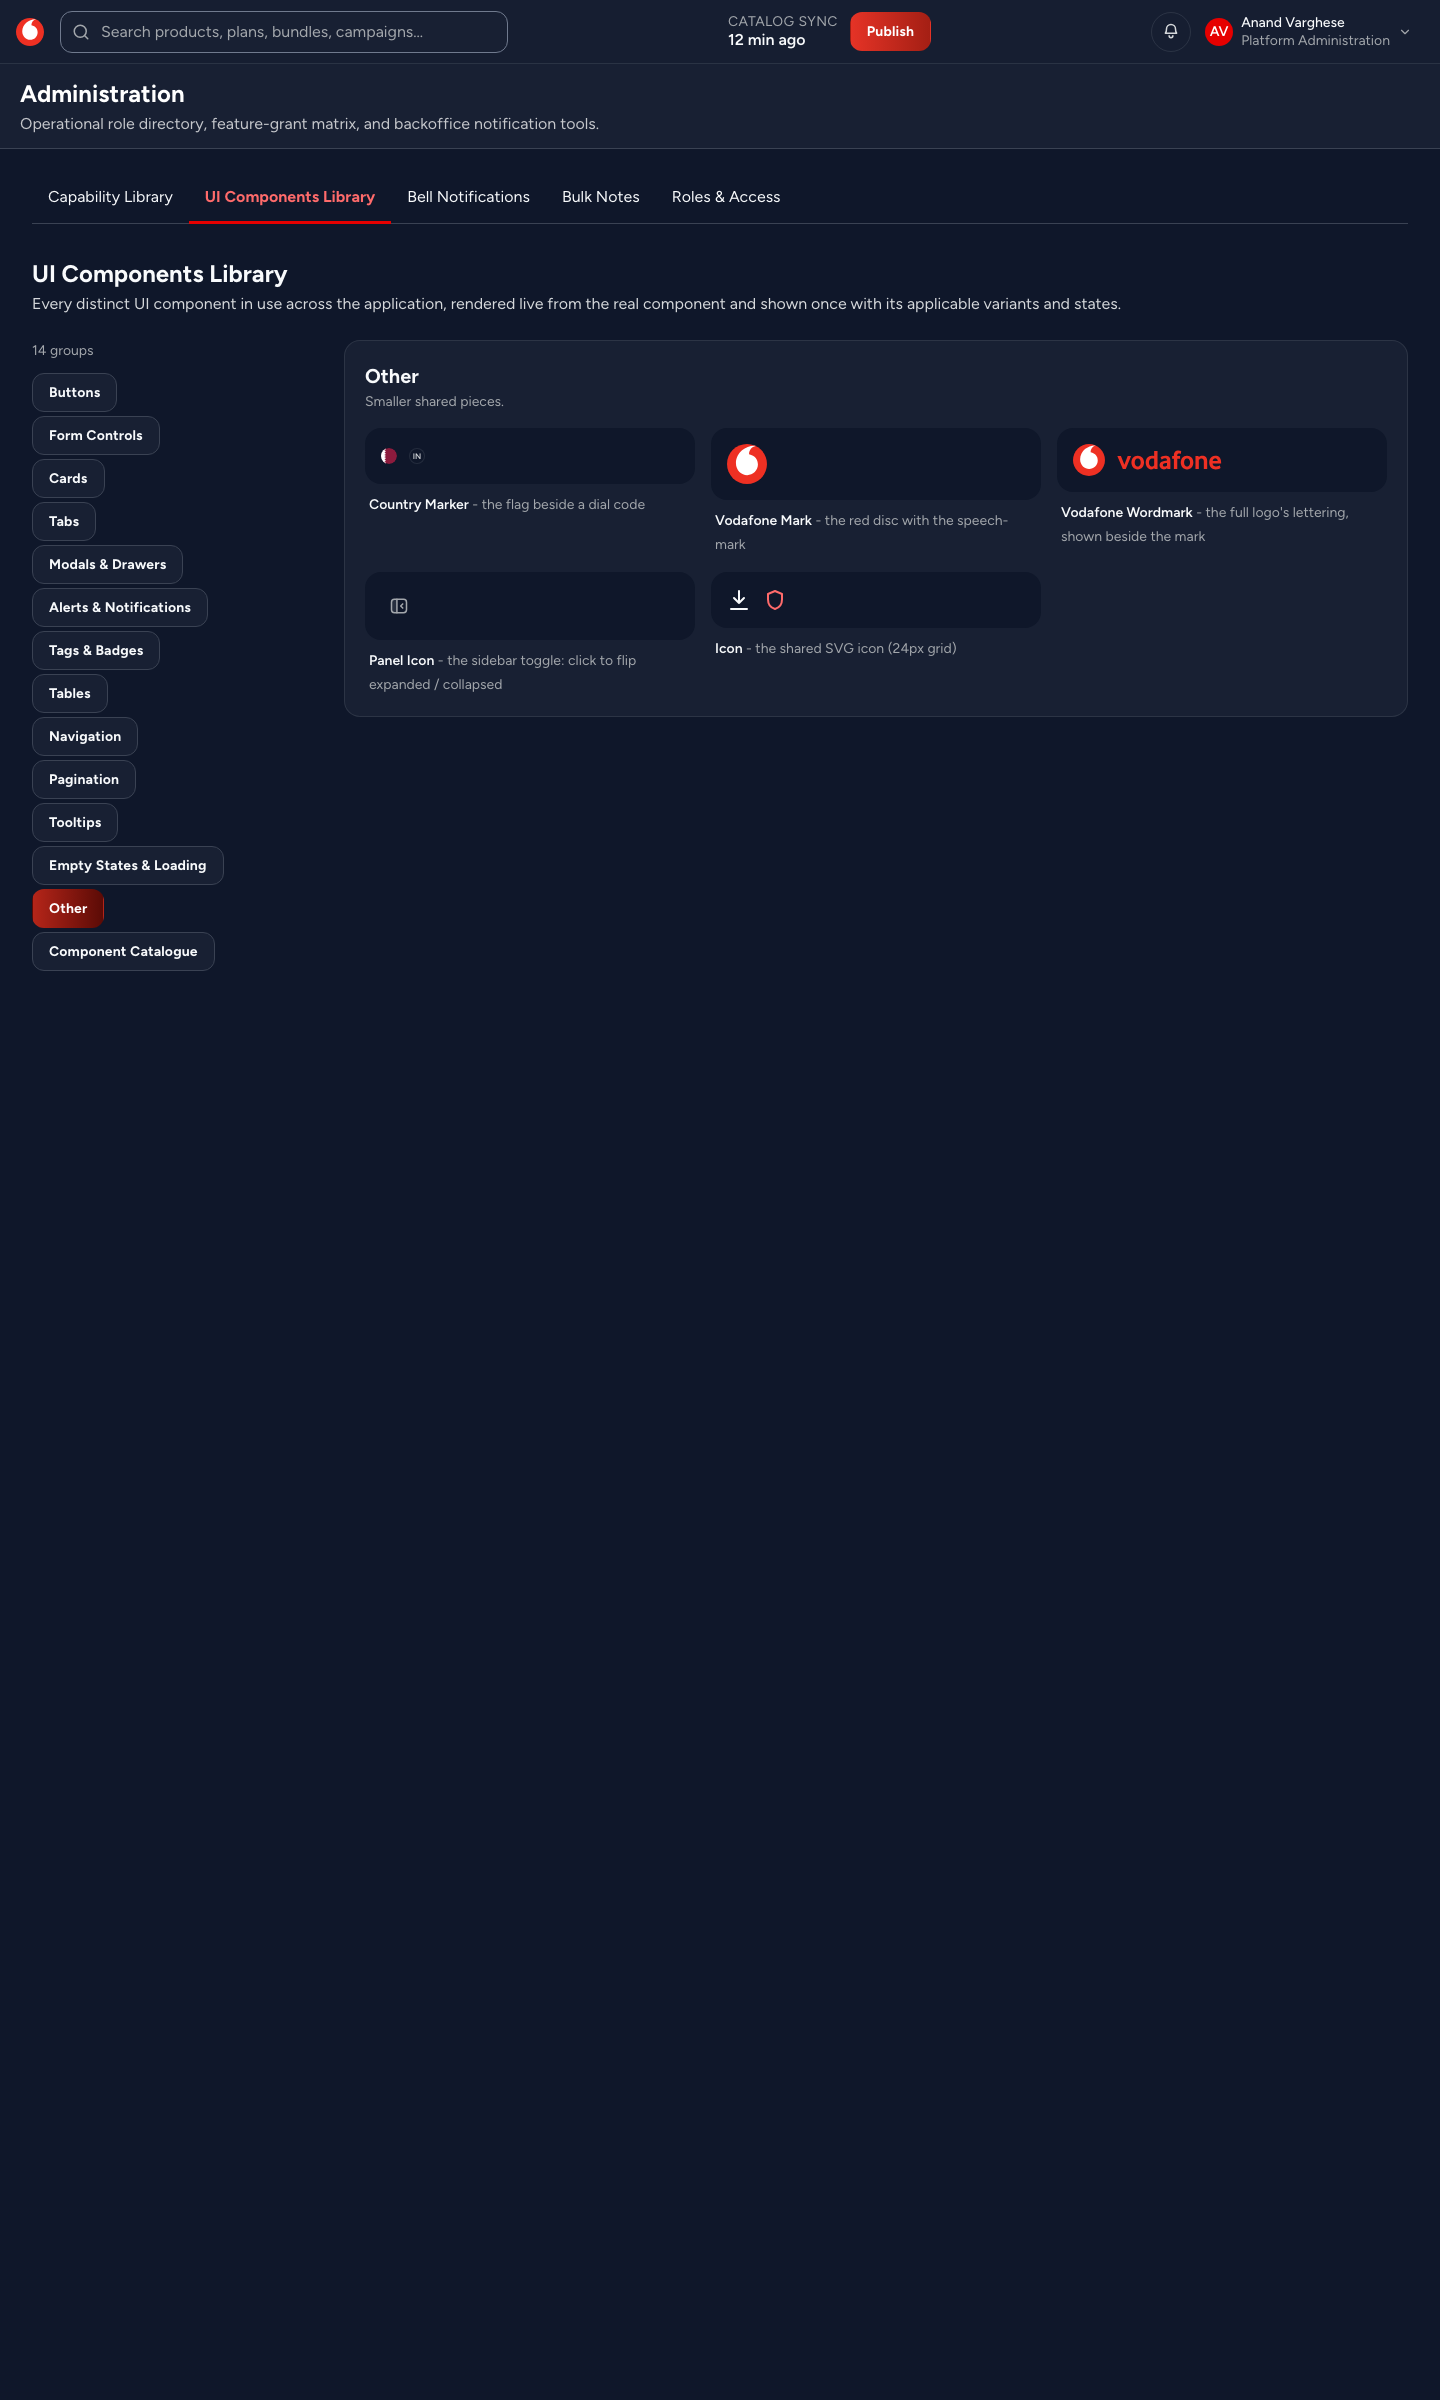 Search products, plans, bundles, campaigns...
CATALOG SYNC
12 min ago
Publish
AV
Anand Varghese
Platform Administration
Administration
Operational role directory, feature-grant matrix, and backoffice notification tools.
Capability Library
UI Components Library
Bell Notifications
Bulk Notes
Roles & Access
UI Components Library
Every distinct UI component in use across the application, rendered live from the real component and shown once with its applicable variants and states.
14 groups
Buttons
Form Controls
Cards
Tabs
Modals & Drawers
Alerts & Notifications
Tags & Badges
Tables
Navigation
Pagination
Tooltips
Empty States & Loading
Other
Component Catalogue
Other
Smaller shared pieces.
IN
Country Marker - the flag beside a dial code
Vodafone Mark - the red disc with the speech-
mark
vodafone
Vodafone Wordmark - the full logo's lettering,
shown beside the mark
Panel Icon - the sidebar toggle: click to flip
expanded / collapsed
Icon - the shared SVG icon (24px grid)